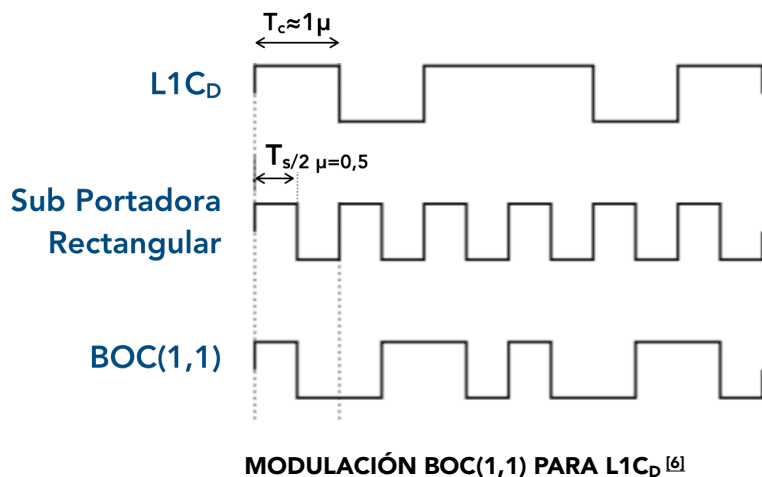 Tc≈1µ
L1CD
Ts/2 µ=0,5
Sub Portadora
Rectangular
BOC(1,1)
MODULACIÓN BOC(1,1) PARA L1CD [6]